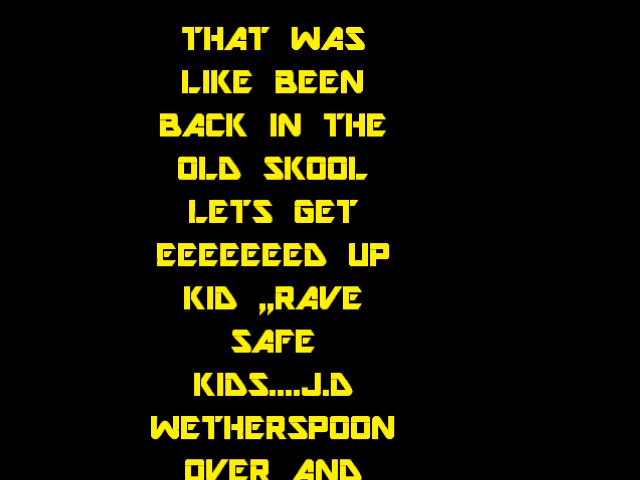 THAT WAS
LIKE BEEN
BACK IN THE
OLD SKOOL
LETS GET
EEEEEEED UP
KID ,,RAVE
SAFE
KIDS....J.D
WETHERSPOON
OVER AND